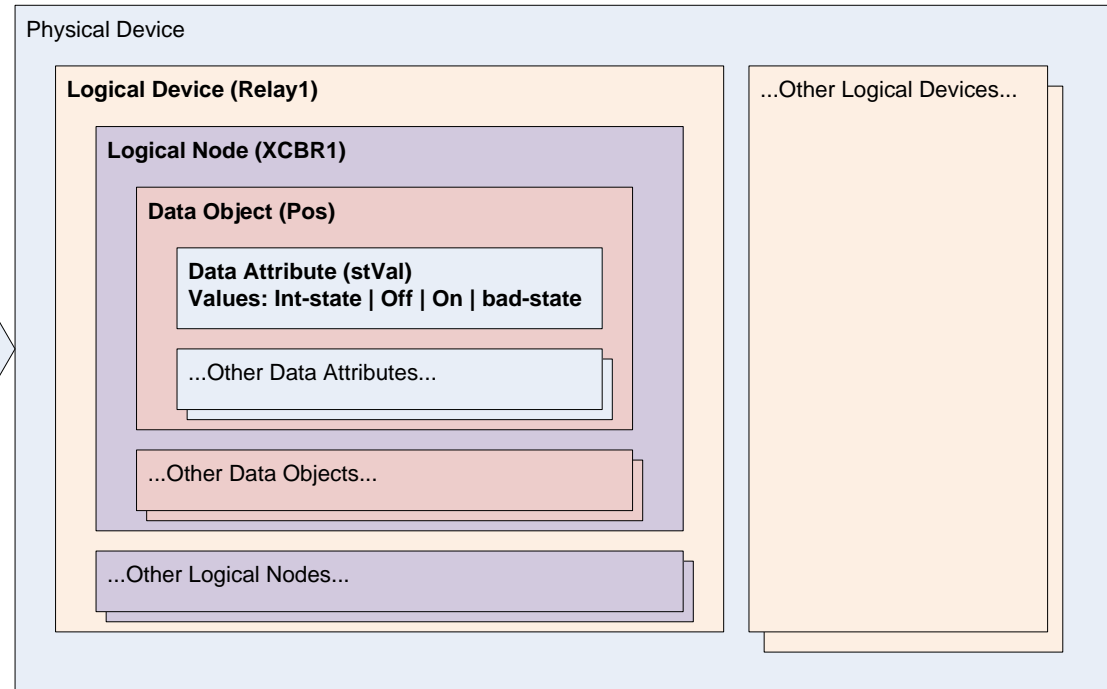 Physical Device
Logical Device (Relay1)
Logical Node (XCBR1)
Data Object (Pos)
Data Attribute (stVal)
Values: Int-state | Off | On | bad-state
...Other Data Attributes...
...Other Data Objects...
...Other Logical Nodes...
...Other Logical Devices...